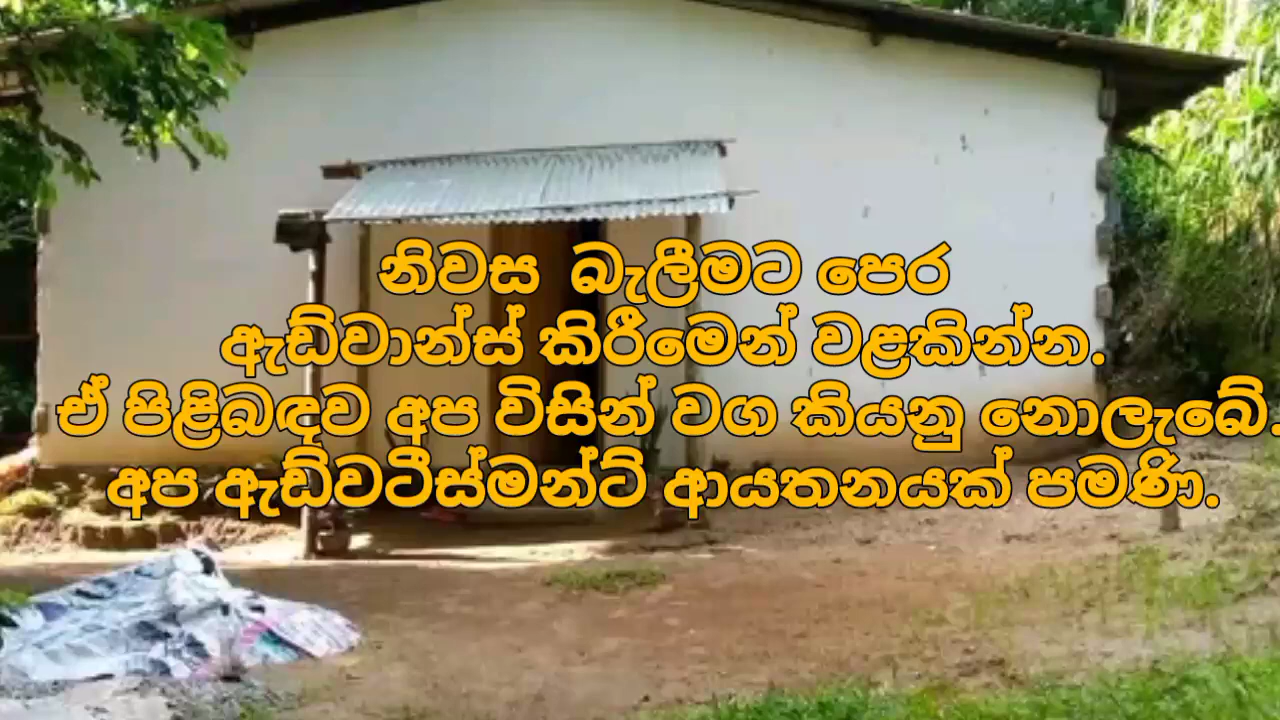 නිවස බැලීමට පෙර
ඇඩ්වාන්ස් කිරීමෙන් වළකින්න.
ඒ පිළිබඳව අප විසින් වග කියනු නොලැබේ.
අප ඇඩ්වටීස්මන්ට් ආයතනයක් පමණි.